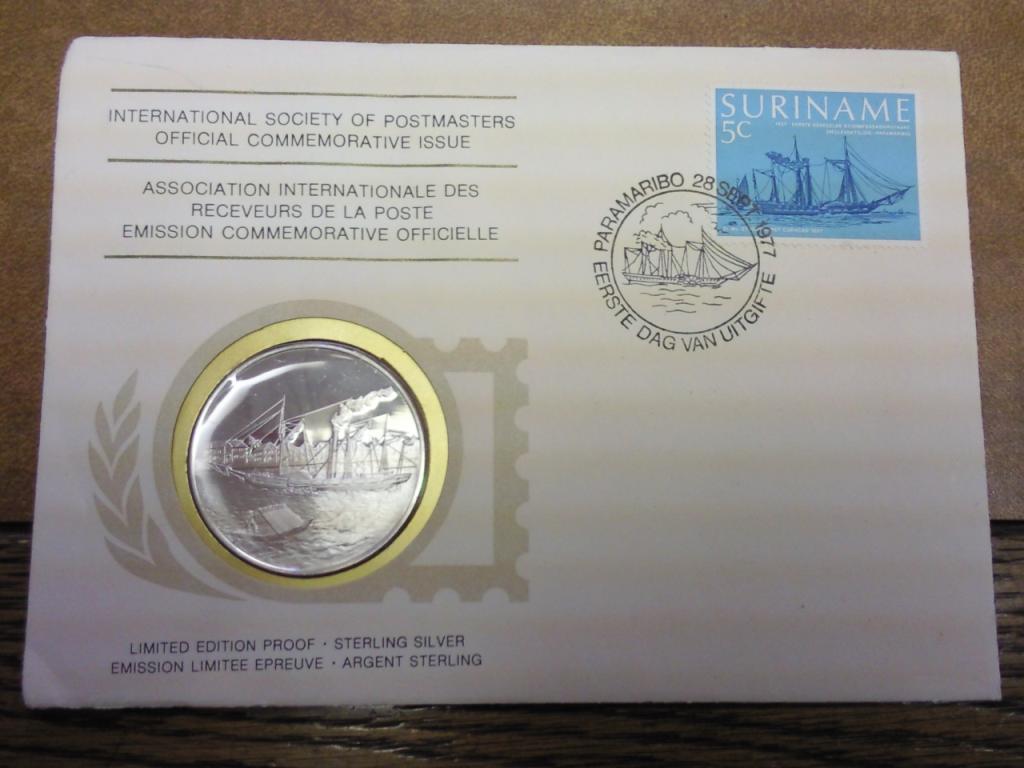 INTERNATIONAL SOCIETY OF POSTMASTERS
OFFICIAL COMMEMORATIVE ISSUE
ASSOCIATION INTERNATIONALE DES
RECEVEURS DE LA POSTE
EMISSION COMMEMORATIVE OFFICIELLE
SURINAME
5C
PARAMARIBO 28 SEPT. 1977
EERSTE DAG VAN UITGIFTE
LIMITED EDITION PROOF · STERLING SILVER
EMISSION LIMITEE EPREUVE · ARGENT STERLING